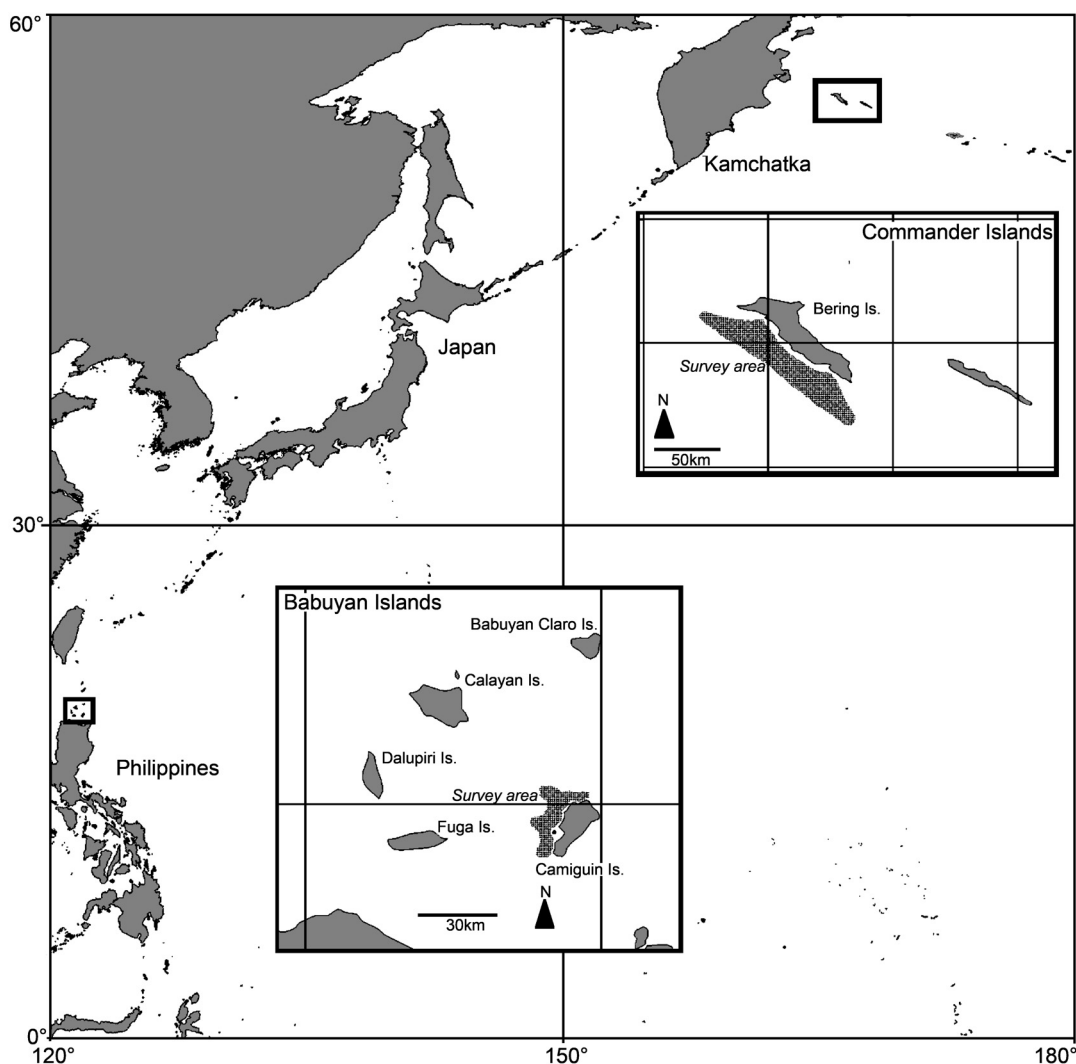 60°
Kamchatka
Commander Islands
Bering Is.
Japan
Survey area
N
50km
30°
Babuyan Islands
Babuyan Claro Is.
Calayan Is.
Dalupiri Is.
Philippines
Survey area
Fuga Is.
Camiguin Is.
N
30km
0°
120°
150°
180°